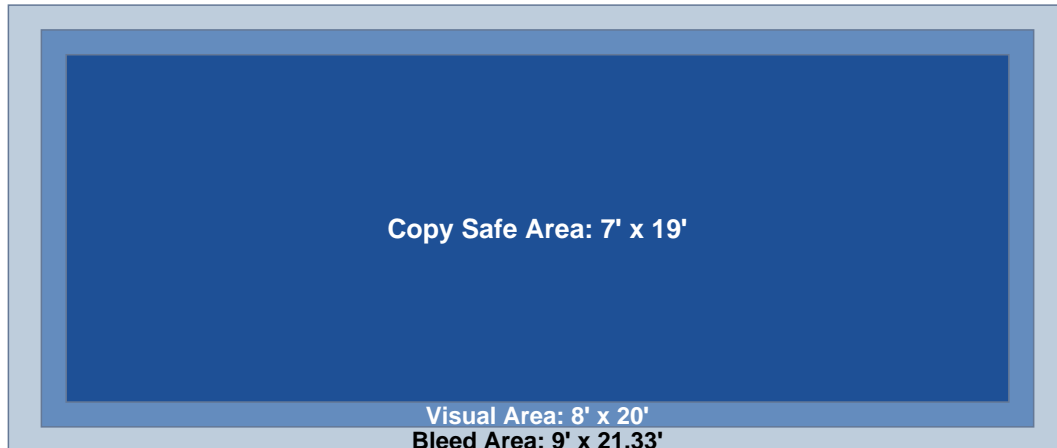 Copy Safe Area: 7' x 19'
Visual Area: 8' x 20'
Bleed Area: 9' x 21.33'